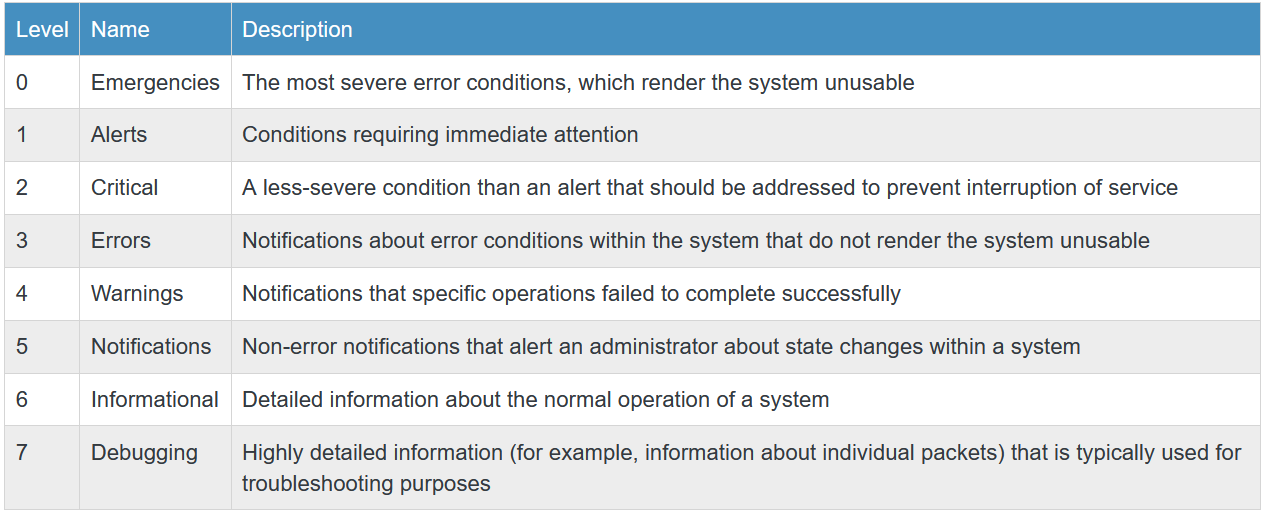 Level Name Description
0 Emergencies The most severe error conditions, which render the system unusable
1 Alerts Conditions requiring immediate attention
2 Critical A less-severe condition than an alert that should be addressed to prevent interruption of service
3 Errors Notifications about error conditions within the system that do not render the system unusable
4 Warnings Notifications that specific operations failed to complete successfully
5 Notifications Non-error notifications that alert an administrator about state changes within a system
6 Informational Detailed information about the normal operation of a system
7 Debugging Highly detailed information (for example, information about individual packets) that is typically used for
troubleshooting purposes